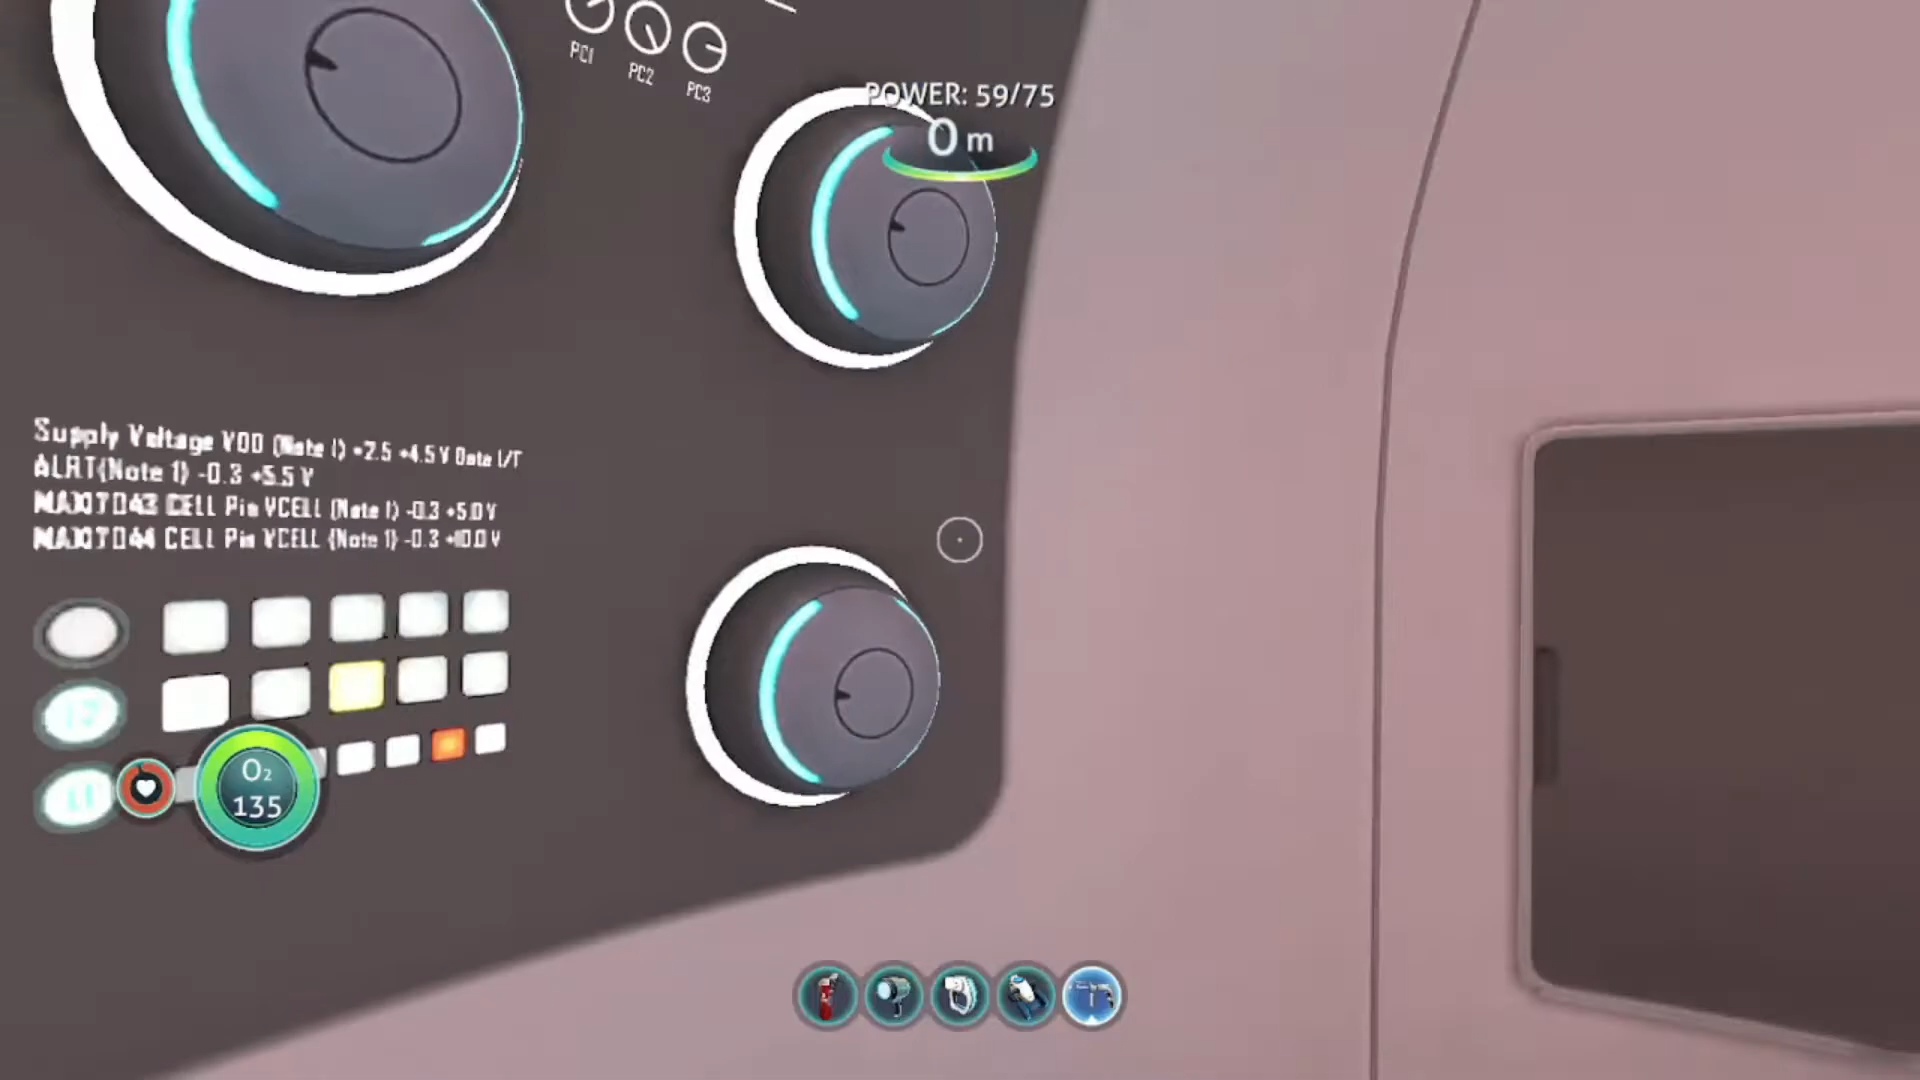 PC1
PC2
PC3
POWER: 59/75
0 m
Supply Voltage VDD (Note 1) +2.5 +4.5 V Data I/T
ALRT(Note 1) -0.3 +5.5 V
MAX17043 CELL Pin VCELL (Note 1) -0.3 +5.0 V
MAX17044 CELL Pin VCELL (Note 1) -0.3 +10.0 V
O₂
135